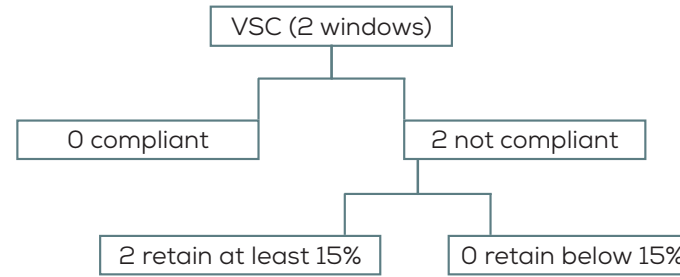 VSC (2 windows)
0 compliant
2 not compliant
2 retain at least 15%
0 retain below 15%